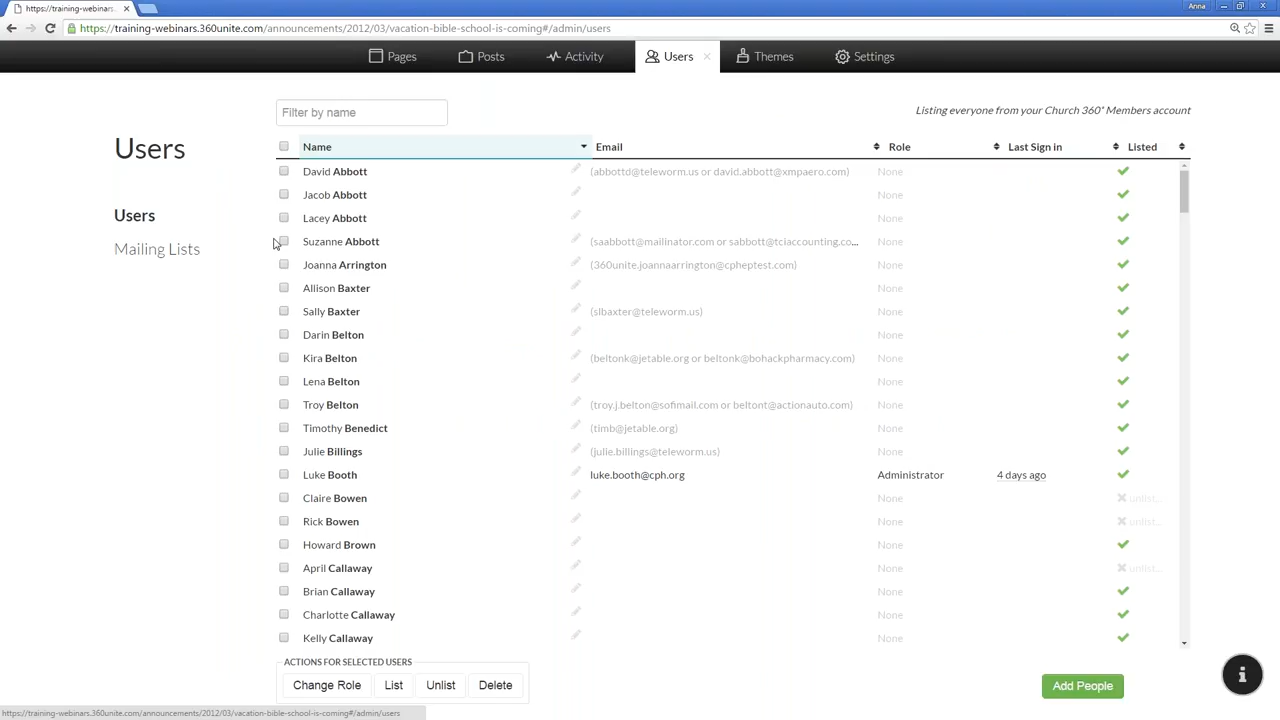 https://training-webinars
Anna
https://training-webinars.360unite.com/announcements/2012/03/vacation-bible-school-is-coming#/admin/users
Pages
Posts
Activity
Users
Themes
Settings
Filter by name
Listing everyone from your Church 360° Members account
Users
Users
Mailing Lists
Name Email Role Last Sign in Listed
David Abbott (abbottd@teleworm.us or david.abbott@xmpaero.com) None
Jacob Abbott None
Lacey Abbott None
Suzanne Abbott (saabbott@mailinator.com or sabbott@tciaccounting.co... None
Joanna Arrington (360unite.joannaarrington@cpheptest.com) None
Allison Baxter None
Sally Baxter (slbaxter@teleworm.us) None
Darin Belton None
Kira Belton (beltonk@jetable.org or beltonk@bohackpharmacy.com) None
Lena Belton None
Troy Belton (troy.j.belton@sofimail.com or beltont@actionauto.com) None
Timothy Benedict (timb@jetable.org) None
Julie Billings (julie.billings@teleworm.us) None
Luke Booth luke.booth@cph.org Administrator 4 days ago
Claire Bowen None unlist...
Rick Bowen None unlist...
Howard Brown None
April Callaway None unlist...
Brian Callaway None
Charlotte Callaway None
Kelly Callaway None
ACTIONS FOR SELECTED USERS
Change Role List Unlist Delete
Add People
https://training-webinars.360unite.com/announcements/2012/03/vacation-bible-school-is-coming#/admin/users